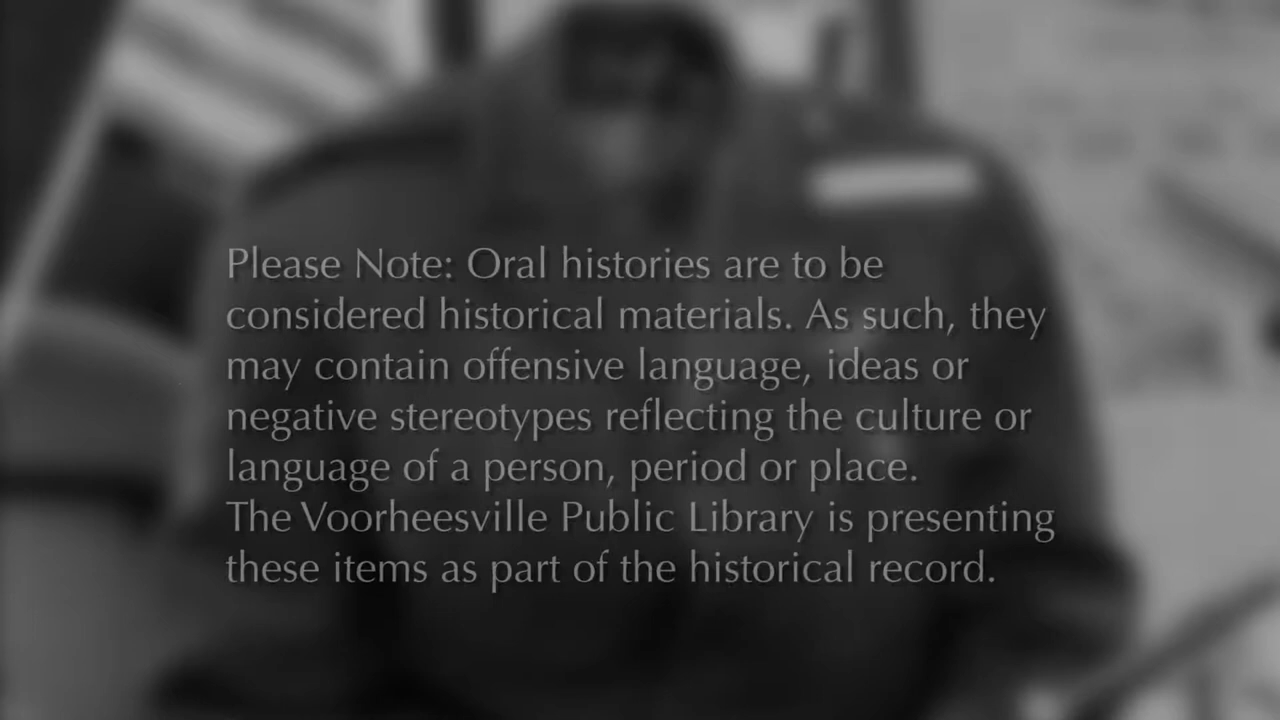 Please Note: Oral histories are to be
considered historical materials. As such, they
may contain offensive language, ideas or
negative stereotypes reflecting the culture or
language of a person, period or place.
The Voorheesville Public Library is presenting
these items as part of the historical record.